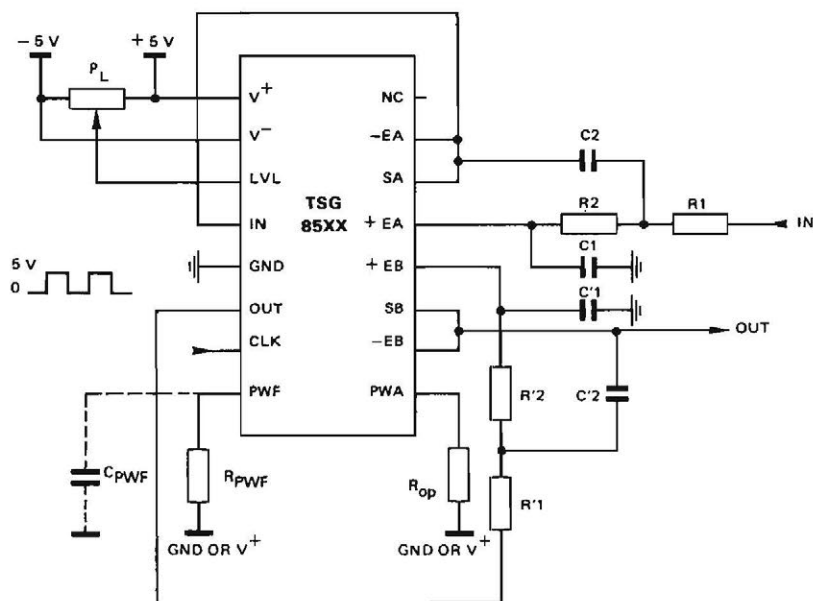 − 5 V
+ 5 V
PL
V+
V−
LVL
IN
GND
OUT
CLK
PWF
TSG
85XX
NC
−EA
SA
+ EA
+ EB
SB
−EB
PWA
C2
R2
R1
IN
C1
C'1
OUT
R'2
C'2
R'1
5 V
0
CPWF
RPWF
GND OR V+
Rop
GND OR V+